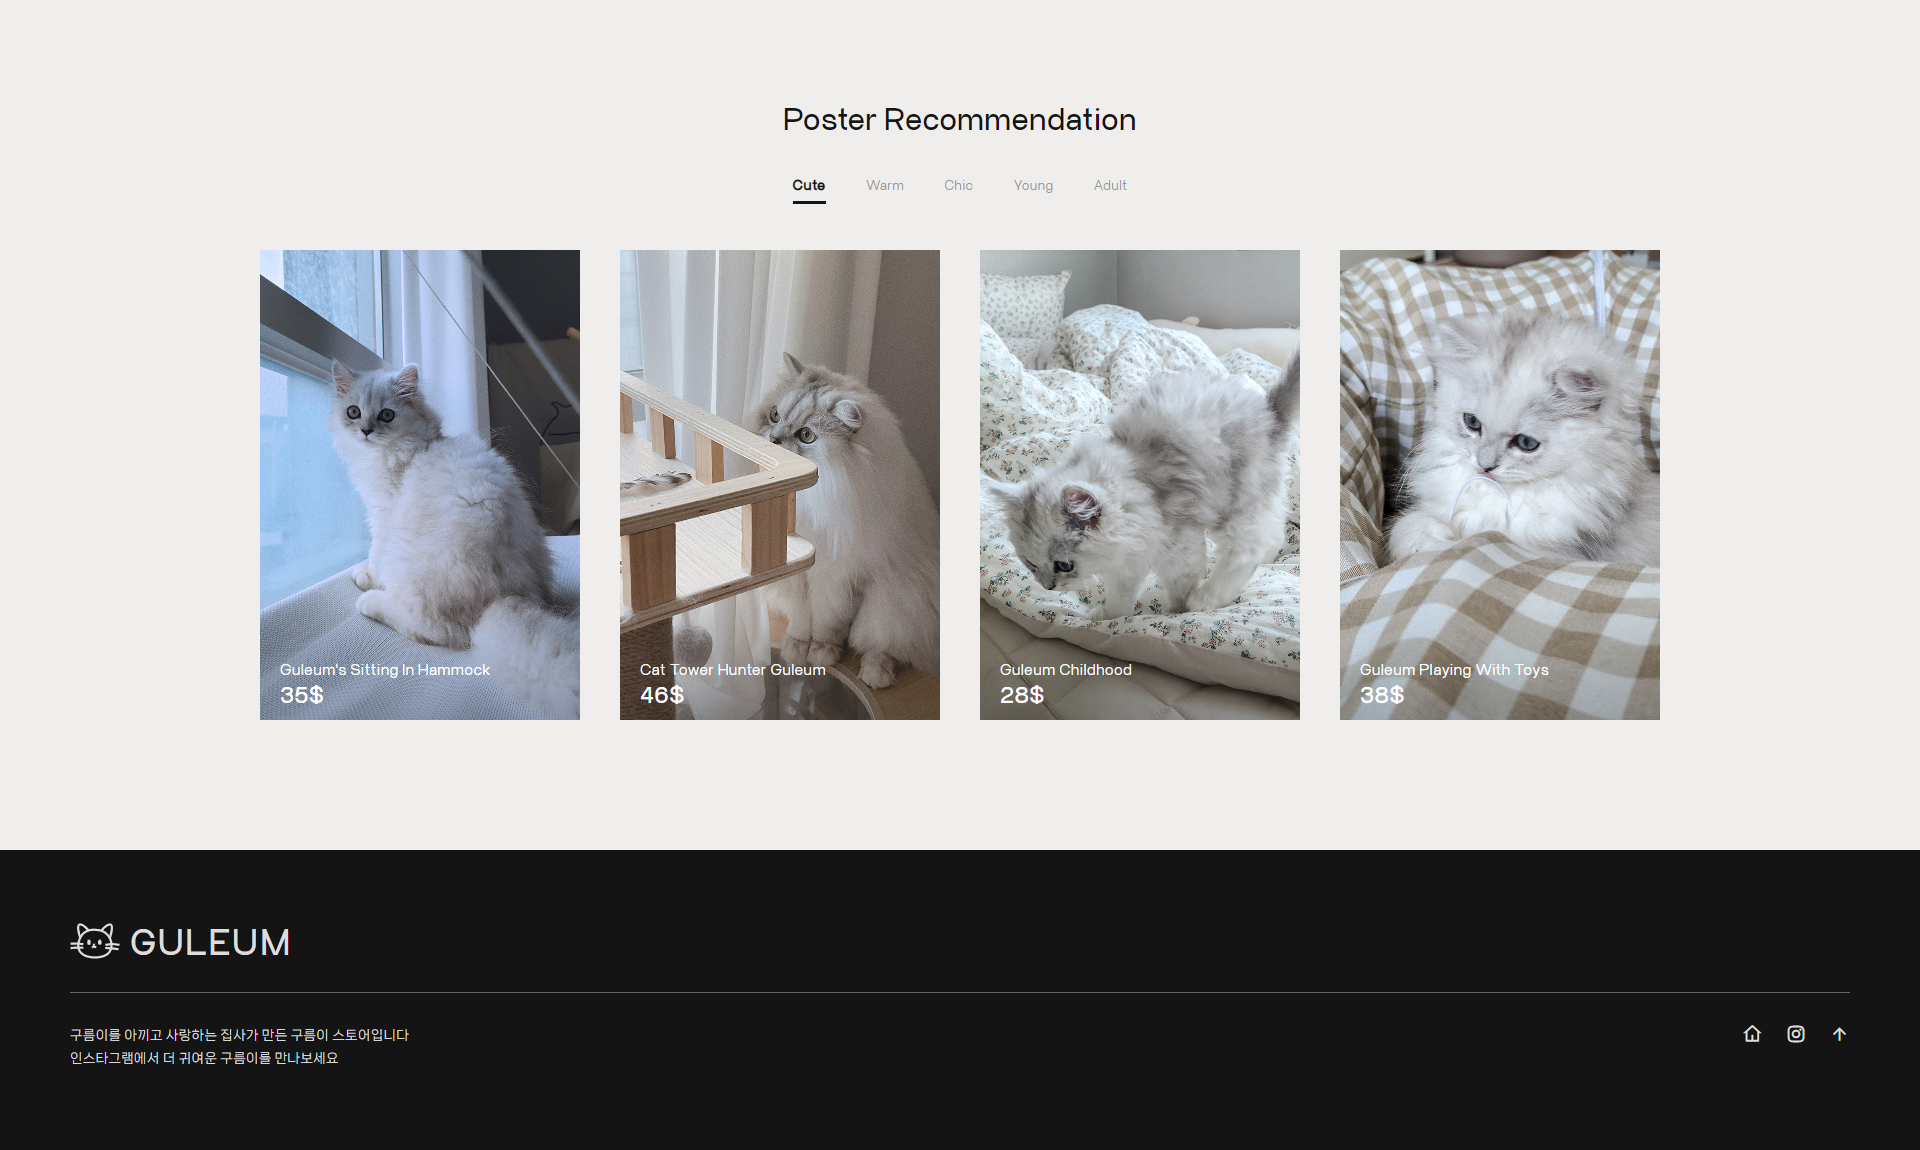 Poster Recommendation
Cute Warm Chic Young Adult
Guleum's Sitting In Hammock
35$
Cat Tower Hunter Guleum
46$
Guleum Childhood
28$
Guleum Playing With Toys
38$
GULEUM
구름이를 아끼고 사랑하는 집사가 만든 구름이 스토어입니다
인스타그램에서 더 귀여운 구름이를 만나보세요